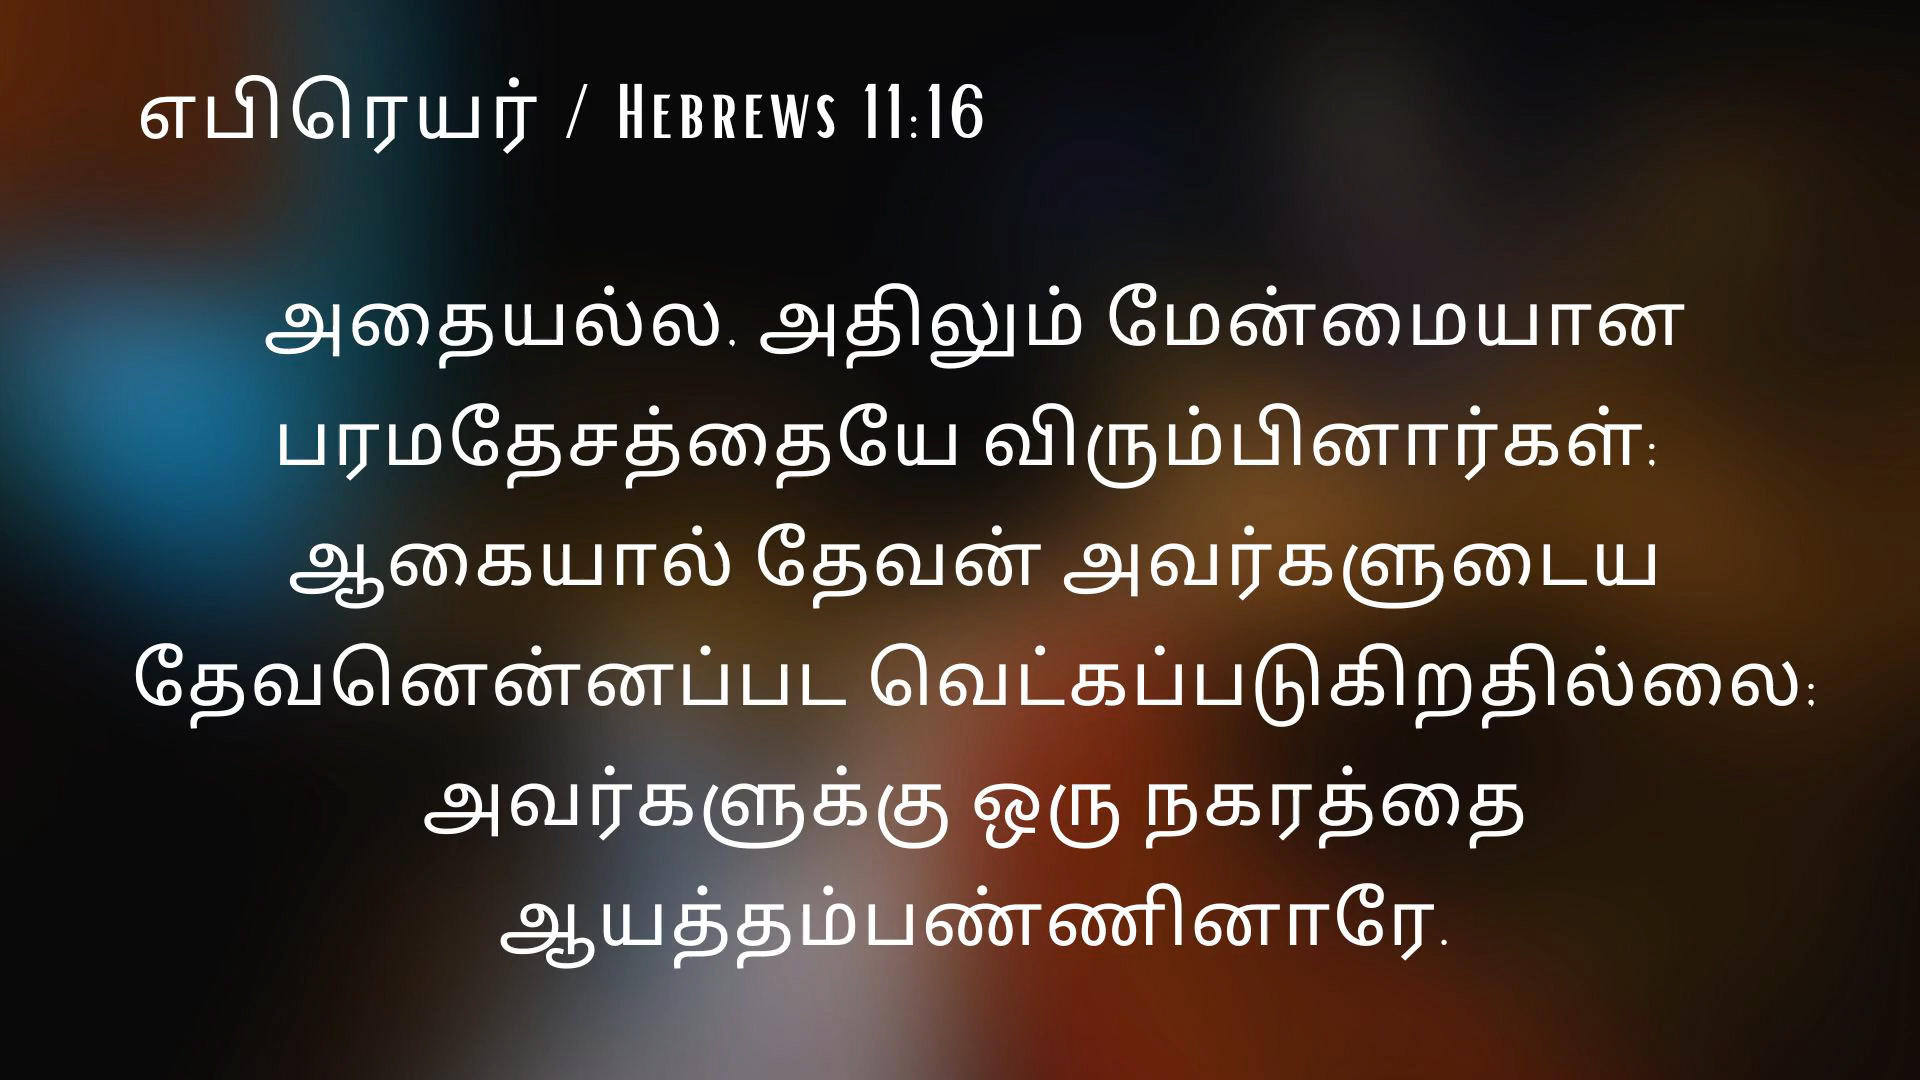 எபிரெயர் / HEBREWS 11:16
அதையல்ல, அதிலும் மேன்மையான
பரமதேசத்தையே விரும்பினார்கள்;
ஆகையால் தேவன் அவர்களுடைய
தேவனென்னப்பட வெட்கப்படுகிறதில்லை;
அவர்களுக்கு ஒரு நகரத்தை
ஆயத்தம்பண்ணினாரே.